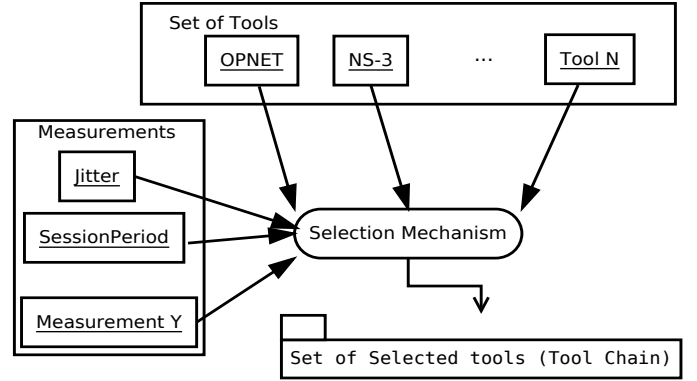 Set of Tools
OPNET NS-3 ... Tool N
Measurements
Jitter
SessionPeriod
Measurement Y
Selection Mechanism
Set of Selected tools (Tool Chain)